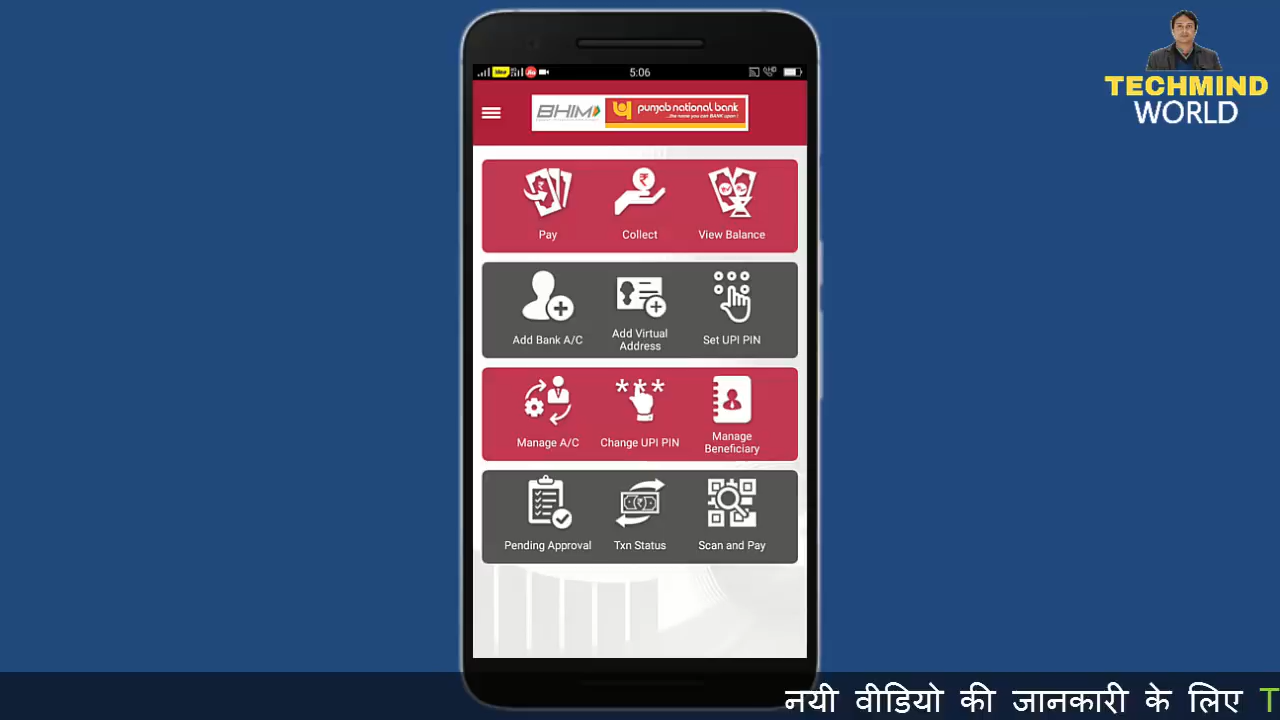 TECHMIND
WORLD
5:06
BHIM
punjab national bank
...the name you can BANK upon !
Pay
Collect
View Balance
Add Bank A/C
Add Virtual
Address
Set UPI PIN
Manage A/C
Change UPI PIN
Manage
Beneficiary
Pending Approval
Txn Status
Scan and Pay
नयी वीडियो की जानकारी के लिए T